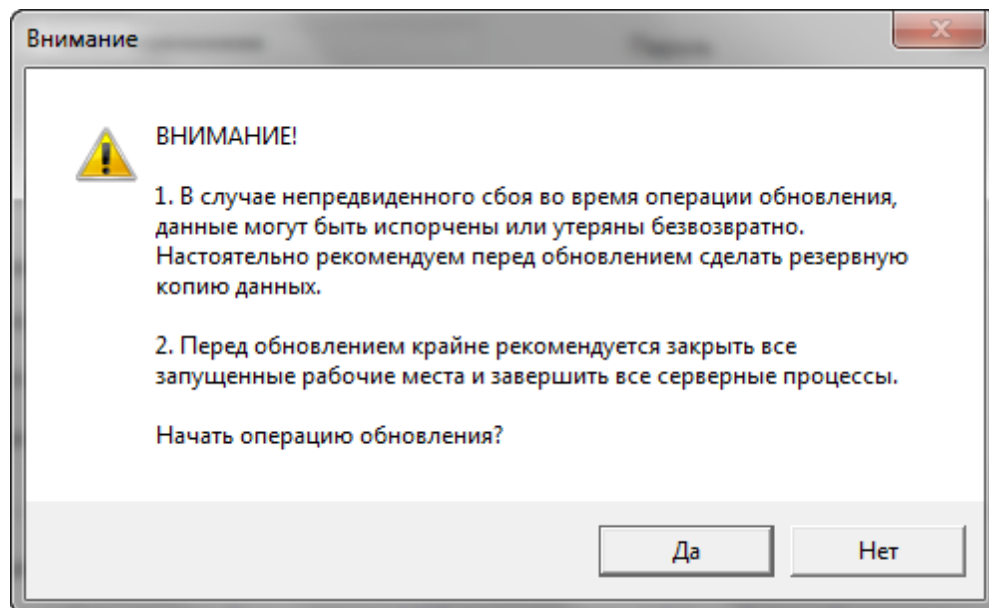 Внимание
ВНИМАНИЕ!
1. В случае непредвиденного сбоя во время операции обновления,
данные могут быть испорчены или утеряны безвозвратно.
Настоятельно рекомендуем перед обновлением сделать резервную
копию данных.
2. Перед обновлением крайне рекомендуется закрыть все
запущенные рабочие места и завершить все серверные процессы.
Начать операцию обновления?
Да Нет